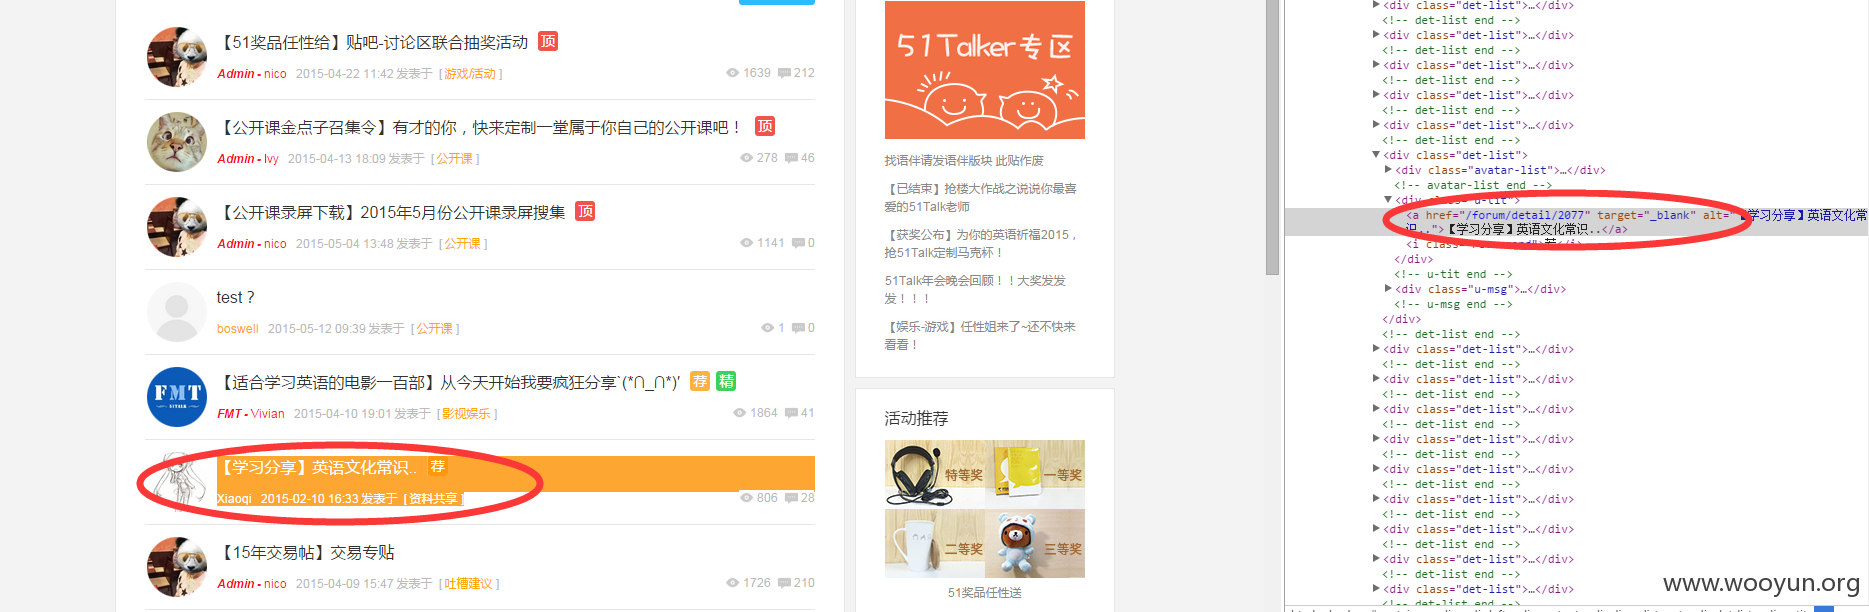 【51奖品任性给】贴吧-讨论区联合抽奖活动 顶
Admin - nico 2015-04-22 11:42 发表于 [ 游戏/活动 ] 1639 212
【公开课金点子召集令】有才的你，快来定制一堂属于你自己的公开课吧！ 顶
Admin - Ivy 2015-04-13 18:09 发表于 [ 公开课 ] 278 46
【公开课录屏下载】2015年5月份公开课录屏搜集 顶
Admin - nico 2015-05-04 13:48 发表于 [ 公开课 ] 1141 0
test ?
boswell 2015-05-12 09:39 发表于 [ 公开课 ] 1 0
FMT
51TALK
【适合学习英语的电影一百部】从今天开始我要疯狂分享`(*∩_∩*)′ 荐 精
FMT - Vivian 2015-04-10 19:01 发表于 [ 影视娱乐 ] 1864 41
【学习分享】英语文化常识.. 荐
Xiaoqi 2015-02-10 16:33 发表于 [ 资料共享 ] 806 28
【15年交易帖】交易专贴
Admin - nico 2015-04-09 15:47 发表于 [ 吐槽建议 ] 1726 210
51Talker专区
找语伴请发语伴版块 此贴作废
【已结束】抢楼大作战之说说你最喜
爱的51Talk老师
【获奖公布】为你的英语祈福2015，
抢51Talk定制马克杯！
51Talk年会晚会回顾！！大奖发发
发！！！
【娱乐-游戏】任性姐来了~还不快来
看看！
活动推荐
特等奖 一等奖
二等奖 三等奖
51奖品任性送
<div class="det-list">…</div>
<!-- det-list end -->
<div class="det-list">…</div>
<!-- det-list end -->
<div class="det-list">…</div>
<!-- det-list end -->
<div class="det-list">…</div>
<!-- det-list end -->
<div class="det-list">…</div>
<!-- det-list end -->
<div class="det-list">
<div class="avatar-list">…</div>
<!-- avatar-list end -->
<div class="u-tit">
<a href="/forum/detail/2077" target="_blank" alt="【学习分享】英语文化常
识..">【学习分享】英语文化常识..</a>
<i class=
</div>
<!-- u-tit end -->
<div class="u-msg">…</div>
<!-- u-msg end -->
</div>
<!-- det-list end -->
<div class="det-list">…</div>
<!-- det-list end -->
<div class="det-list">…</div>
<!-- det-list end -->
<div class="det-list">…</div>
<!-- det-list end -->
<div class="det-list">…</div>
<!-- det-list end -->
<div class="det-list">…</div>
<!-- det-list end -->
<div class="det-list">…</div>
<!-- det-list end -->
<div class="det-list">…</div>
<!-- det-list end -->
<div class="det-list">…</div>
<!-- det-list end -->
<div class="det-list">…</div>
<!-- det-list end -->
www.wooyun.org